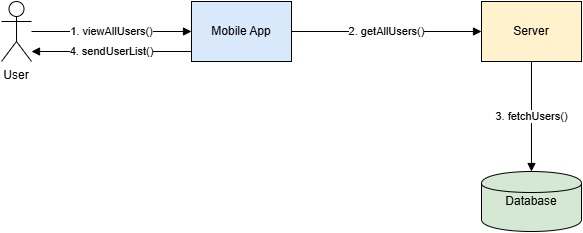 1. viewAllUsers()
Mobile App
2. getAllUsers()
Server
4. sendUserList()
User
3. fetchUsers()
Database